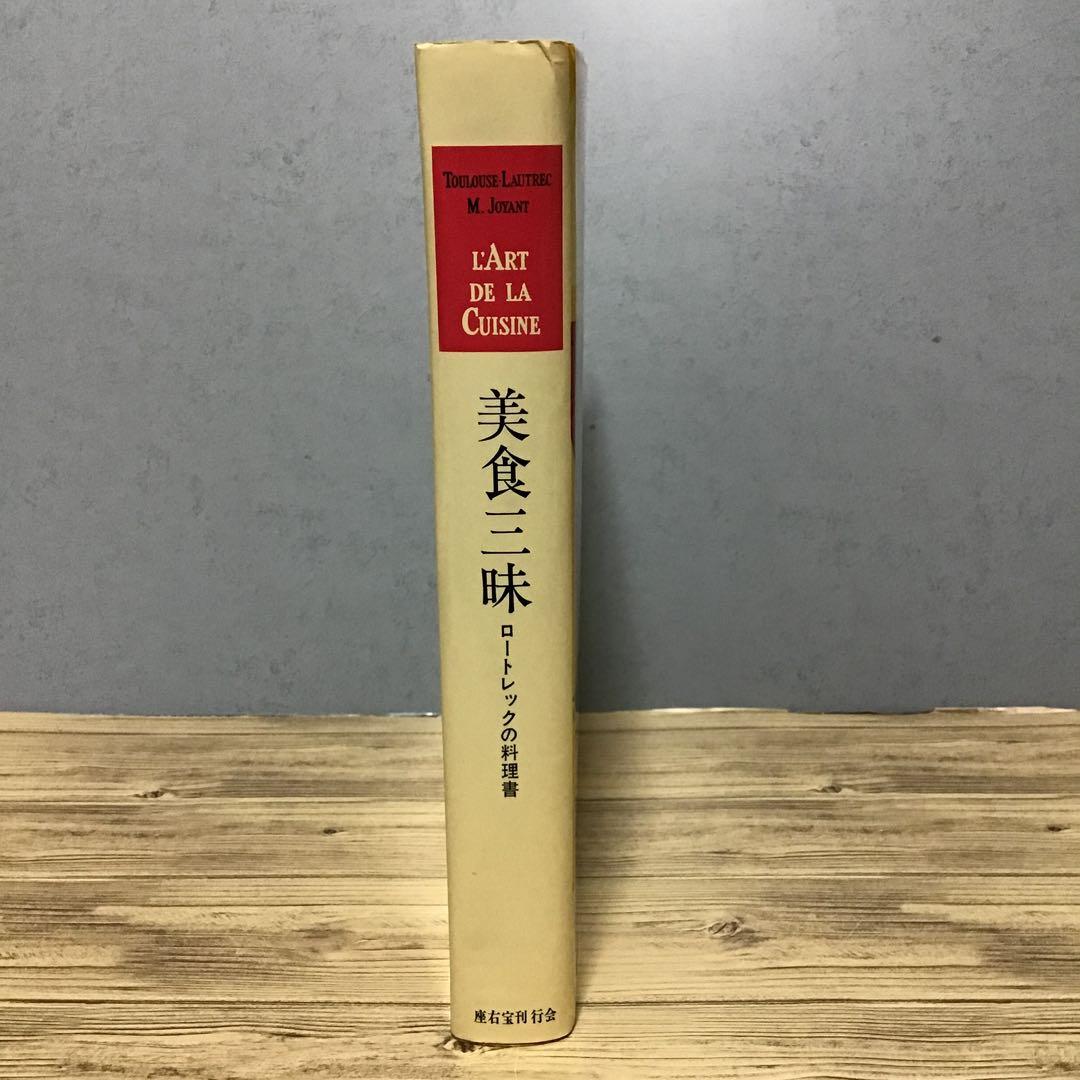 TOULOUSE-LAUTREC
M. JOYANT
L'ART
DE LA
CUISINE
美食三昧
ロートレックの料理書
座右宝刊行会